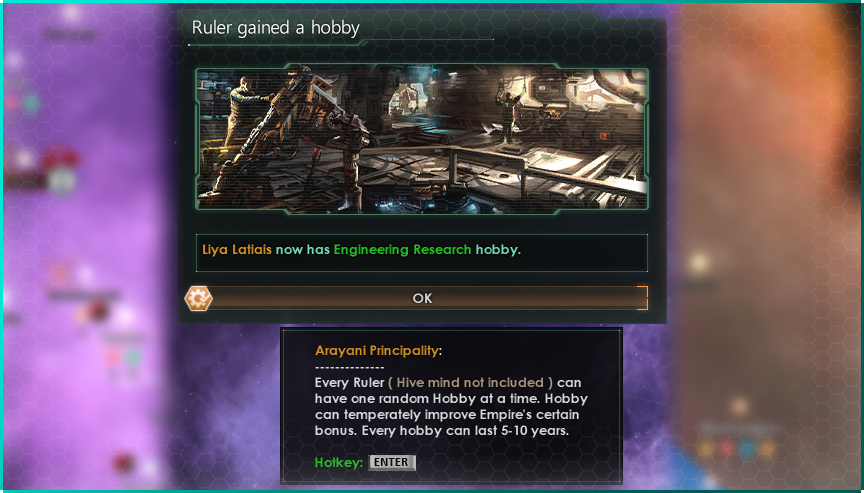 Ruler gained a hobby
Liya Latiais now has Engineering Research hobby.
OK
Arayani Principality:
--------------
Every Ruler ( Hive mind not included ) can
have one random Hobby at a time. Hobby
can temperately improve Empire's certain
bonus. Every hobby can last 5-10 years.
Hotkey: ENTER